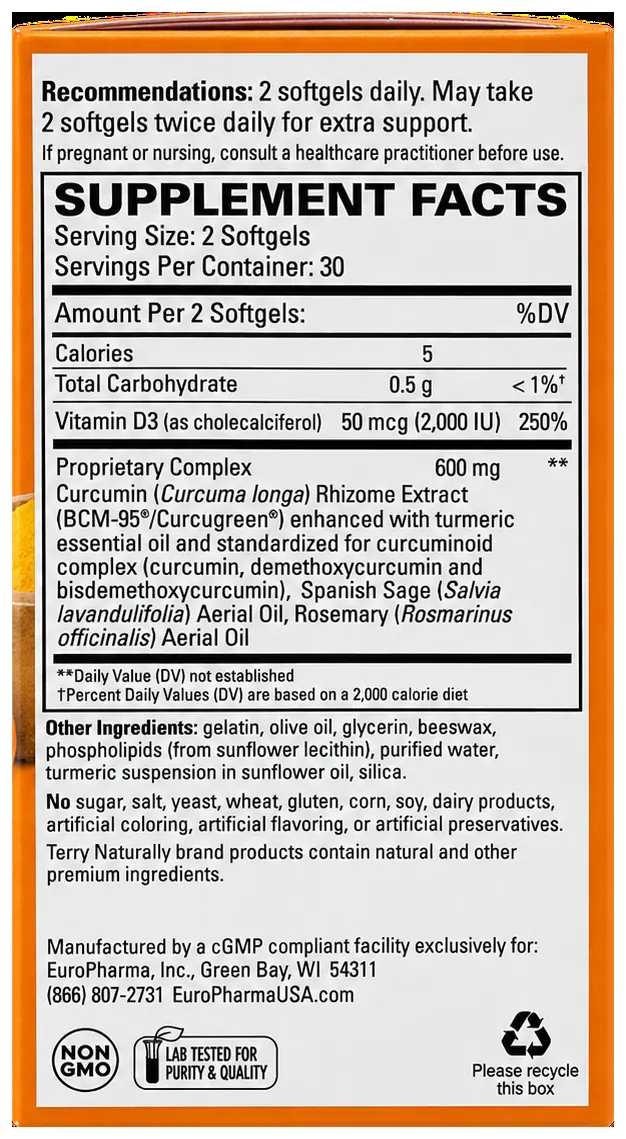 Recommendations: 2 softgels daily. May take
2 softgels twice daily for extra support.
If pregnant or nursing, consult a healthcare practitioner before use.
SUPPLEMENT FACTS
Serving Size: 2 Softgels
Servings Per Container: 30
Amount Per 2 Softgels: %DV
Calories 5
Total Carbohydrate 0.5 g < 1%†
Vitamin D3 (as cholecalciferol) 50 mcg (2,000 IU) 250%
Proprietary Complex 600 mg **
Curcumin (Curcuma longa) Rhizome Extract
(BCM-95®/Curcugreen®) enhanced with turmeric
essential oil and standardized for curcuminoid
complex (curcumin, demethoxycurcumin and
bisdemethoxycurcumin), Spanish Sage (Salvia
lavandulifolia) Aerial Oil, Rosemary (Rosmarinus
officinalis) Aerial Oil
**Daily Value (DV) not established
†Percent Daily Values (DV) are based on a 2,000 calorie diet
Other Ingredients: gelatin, olive oil, glycerin, beeswax,
phospholipids (from sunflower lecithin), purified water,
turmeric suspension in sunflower oil, silica.
No sugar, salt, yeast, wheat, gluten, corn, soy, dairy products,
artificial coloring, artificial flavoring, or artificial preservatives.
Terry Naturally brand products contain natural and other
premium ingredients.
Manufactured by a cGMP compliant facility exclusively for:
EuroPharma, Inc., Green Bay, WI 54311
(866) 807-2731 EuroPharmaUSA.com
NON
GMO
LAB TESTED FOR
PURITY & QUALITY
Please recycle
this box